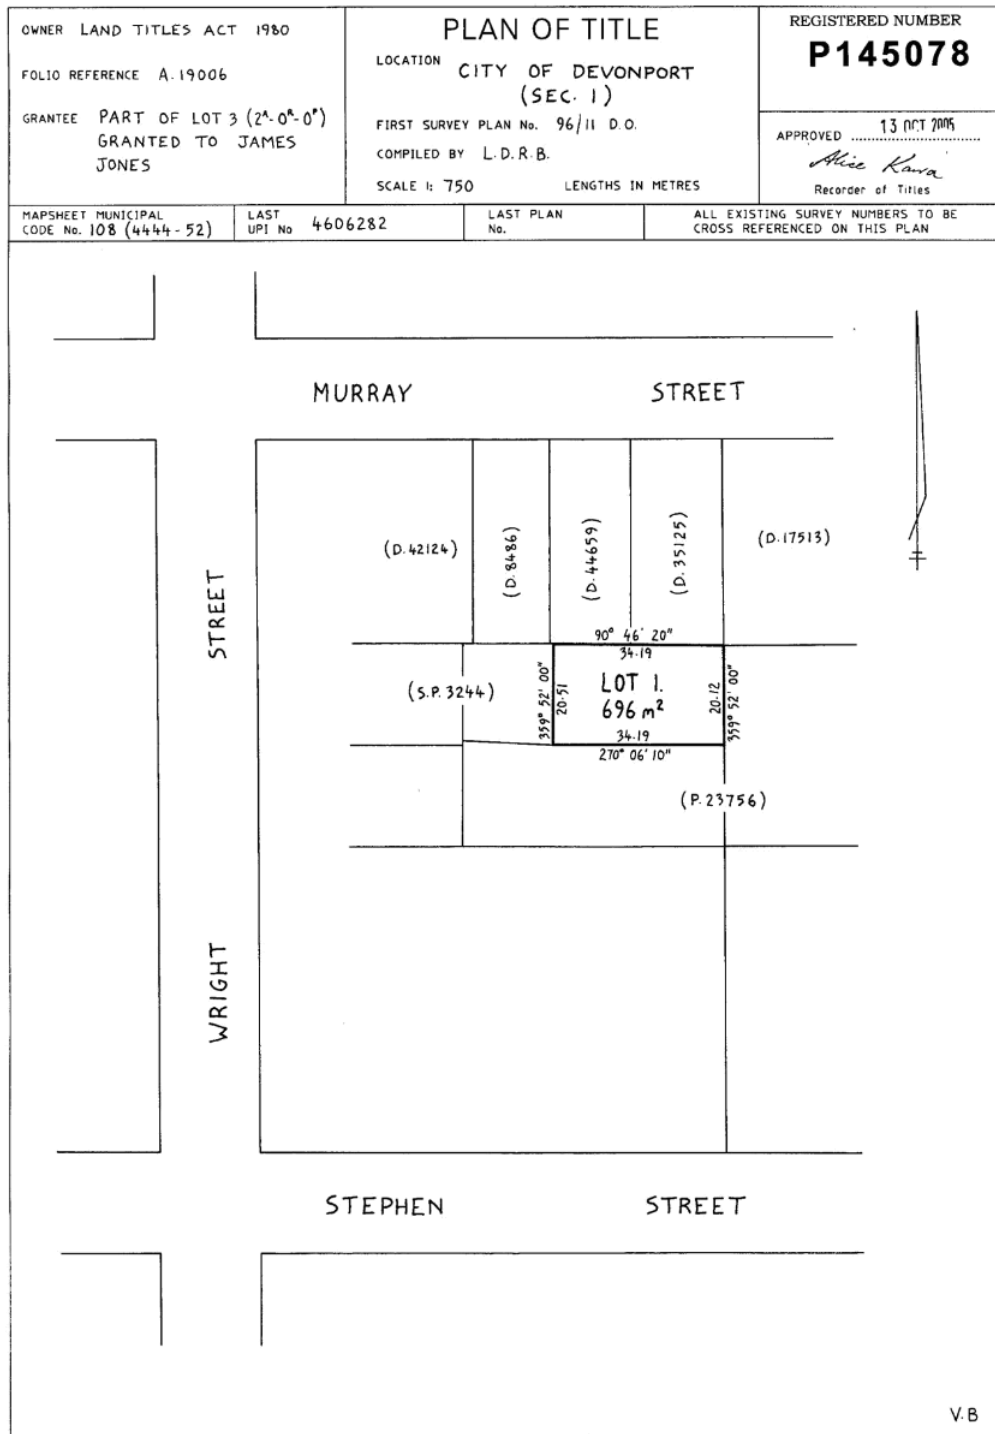 OWNER LAND TITLES ACT 1980
FOLIO REFERENCE A.19006
GRANTEE PART OF LOT 3 (2ᴬ-0ᴿ-0ᴾ)
GRANTED TO JAMES
JONES
PLAN OF TITLE
LOCATION
CITY OF DEVONPORT
(SEC. 1)
FIRST SURVEY PLAN No. 96/11 D.O.
COMPILED BY L.D.R.B.
SCALE 1: 750 LENGTHS IN METRES
REGISTERED NUMBER
P145078
APPROVED 13 OCT 2005
Alice Kawa
Recorder of Titles
MAPSHEET MUNICIPAL
CODE No. 108 (4444-52)
LAST
UPI No 4606282
LAST PLAN
No.
ALL EXISTING SURVEY NUMBERS TO BE
CROSS REFERENCED ON THIS PLAN
MURRAY STREET
(D.42124)
(D.8486)
(D.44659)
(D.35125)
(D.17513)
WRIGHT STREET
90° 46' 20"
34.19
(S.P.3244)
359° 52' 00"
20.51
LOT 1.
696 m²
20.12
359° 52' 00"
34.19
270° 06' 10"
(P.23756)
STEPHEN STREET
V.B